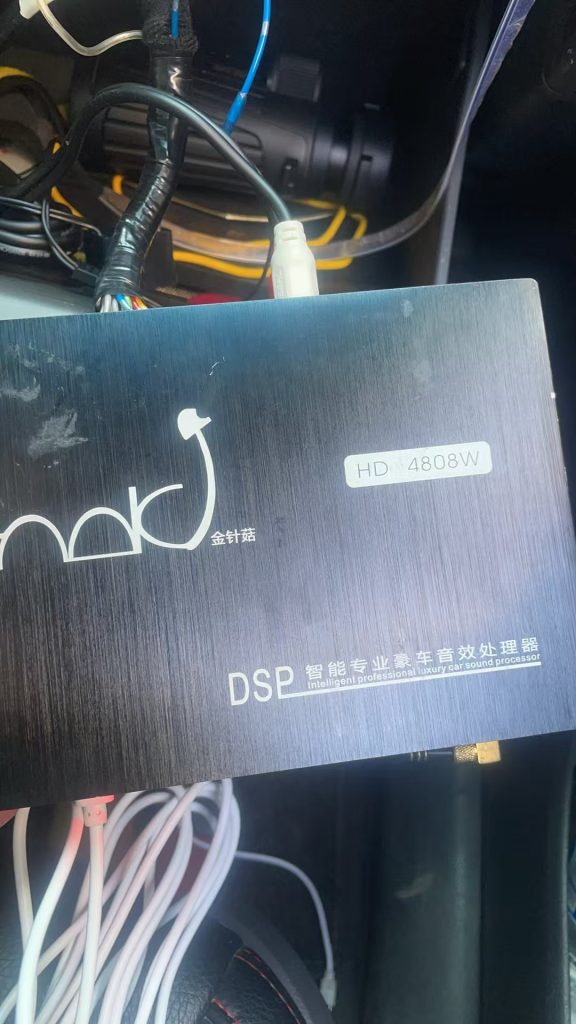 HD 4808W
金针菇
DSP 智能专业豪车音效处理器
Intelligent professional luxury car sound processor